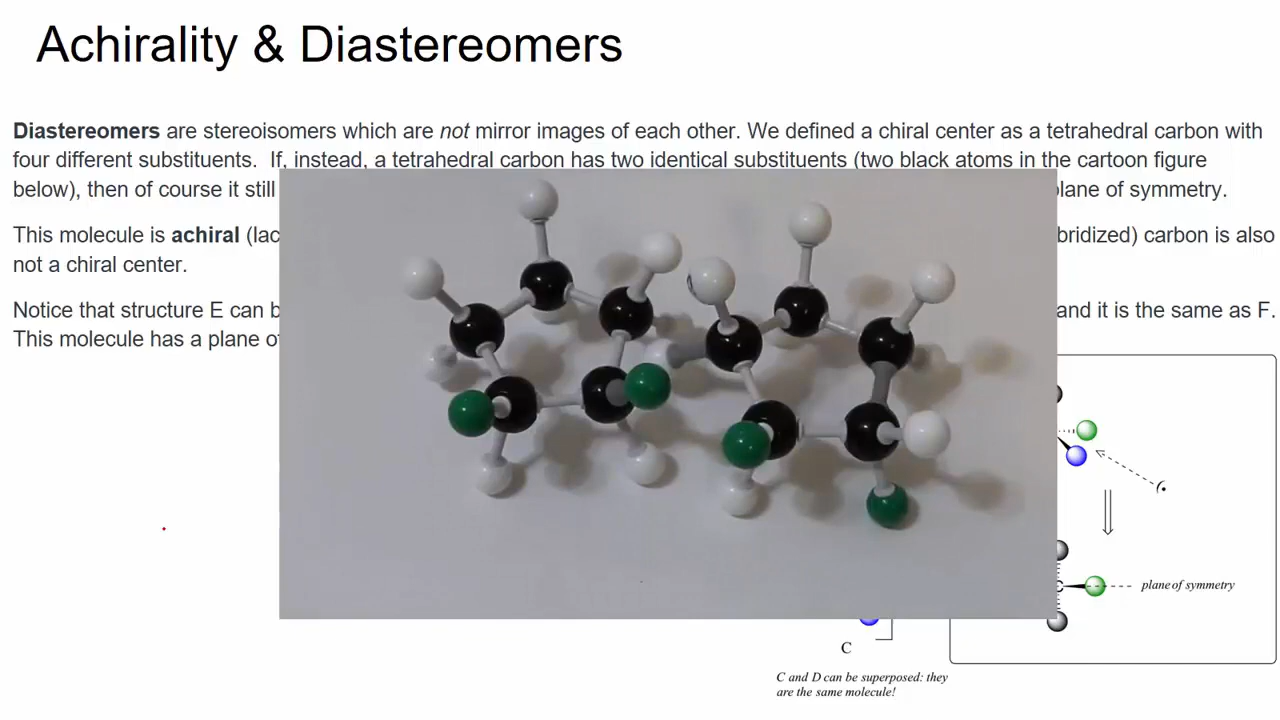 Achirality & Diastereomers
Diastereomers are stereoisomers which are not mirror images of each other. We defined a chiral center as a tetrahedral carbon with
four different substituents.  If, instead, a tetrahedral carbon has two identical substituents (two black atoms in the cartoon figure
below), then of course it still
plane of symmetry.
This molecule is achiral (lac
bridized) carbon is also
not a chiral center.
Notice that structure E can b
and it is the same as F.
This molecule has a plane of
plane of symmetry
C
C and D can be superposed: they
are the same molecule!